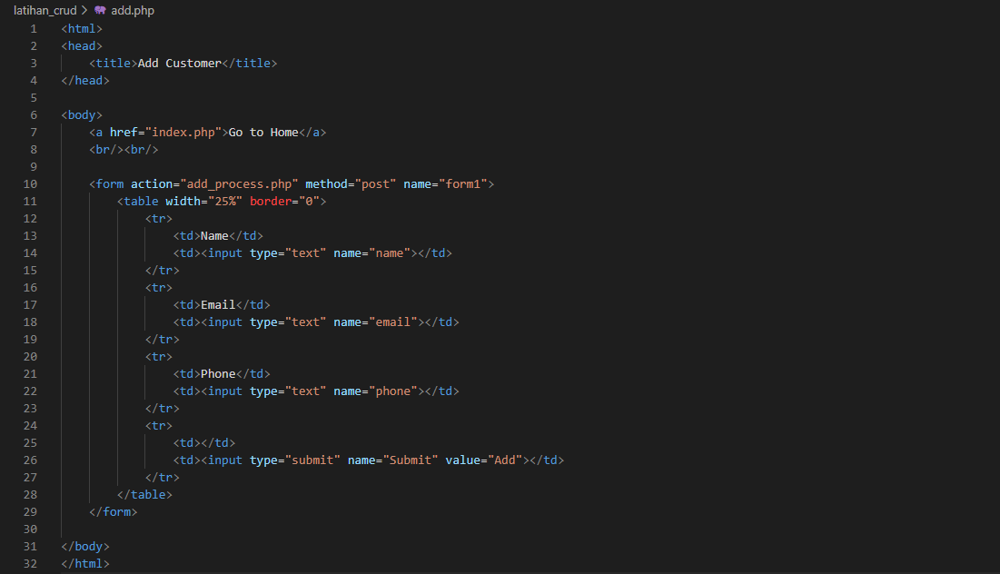 latihan_crud > add.php
1 <html>
2 <head>
3     <title>Add Customer</title>
4 </head>
5
6 <body>
7     <a href="index.php">Go to Home</a>
8     <br/><br/>
9
10     <form action="add_process.php" method="post" name="form1">
11         <table width="25%" border="0">
12             <tr>
13                 <td>Name</td>
14                 <td><input type="text" name="name"></td>
15             </tr>
16             <tr>
17                 <td>Email</td>
18                 <td><input type="text" name="email"></td>
19             </tr>
20             <tr>
21                 <td>Phone</td>
22                 <td><input type="text" name="phone"></td>
23             </tr>
24             <tr>
25                 <td></td>
26                 <td><input type="submit" name="Submit" value="Add"></td>
27             </tr>
28         </table>
29     </form>
30
31 </body>
32 </html>